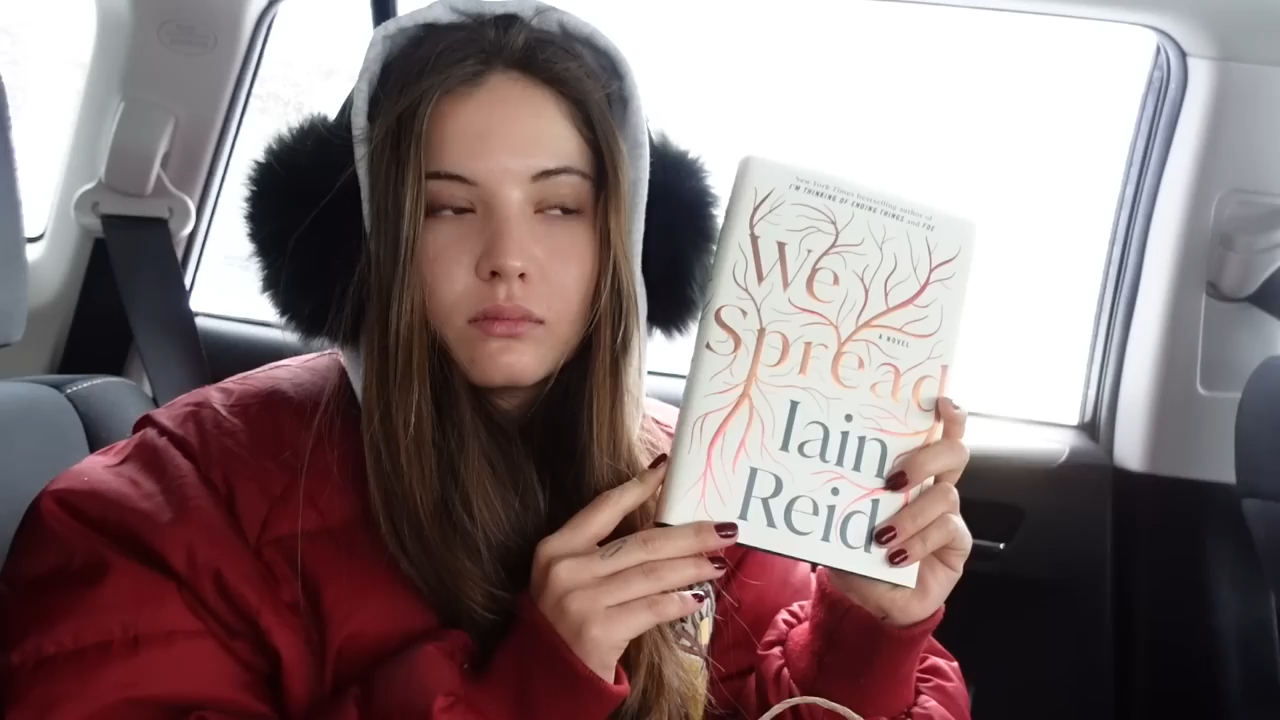 New York Times bestselling author of
I'M THINKING OF ENDING THINGS and FOE
We
Spread
A NOVEL
Iain
Reid